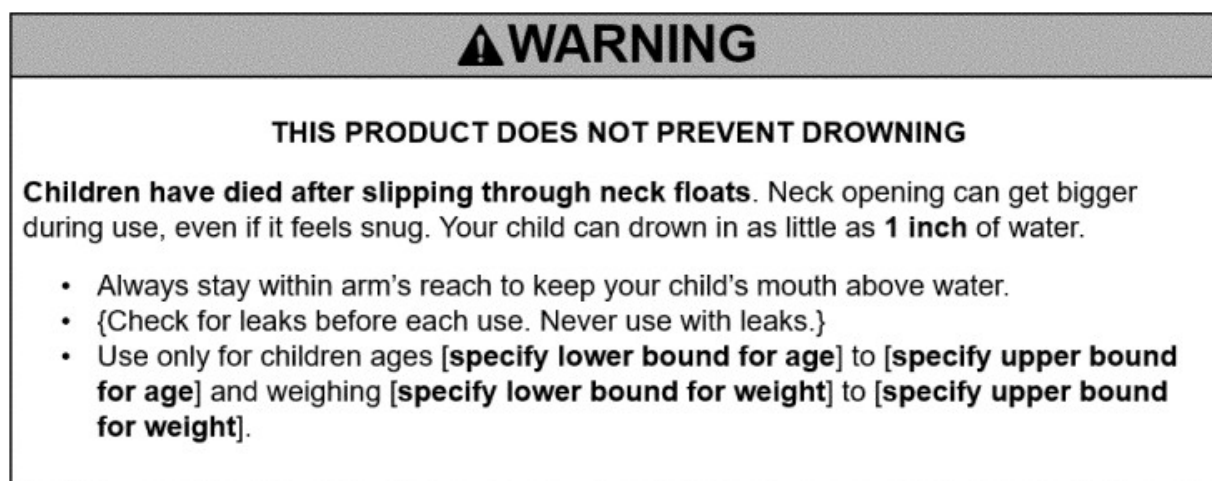 ⚠WARNING
THIS PRODUCT DOES NOT PREVENT DROWNING
Children have died after slipping through neck floats. Neck opening can get bigger
during use, even if it feels snug. Your child can drown in as little as 1 inch of water.
• Always stay within arm’s reach to keep your child’s mouth above water.
• {Check for leaks before each use. Never use with leaks.}
• Use only for children ages [specify lower bound for age] to [specify upper bound
for age] and weighing [specify lower bound for weight] to [specify upper bound
for weight].